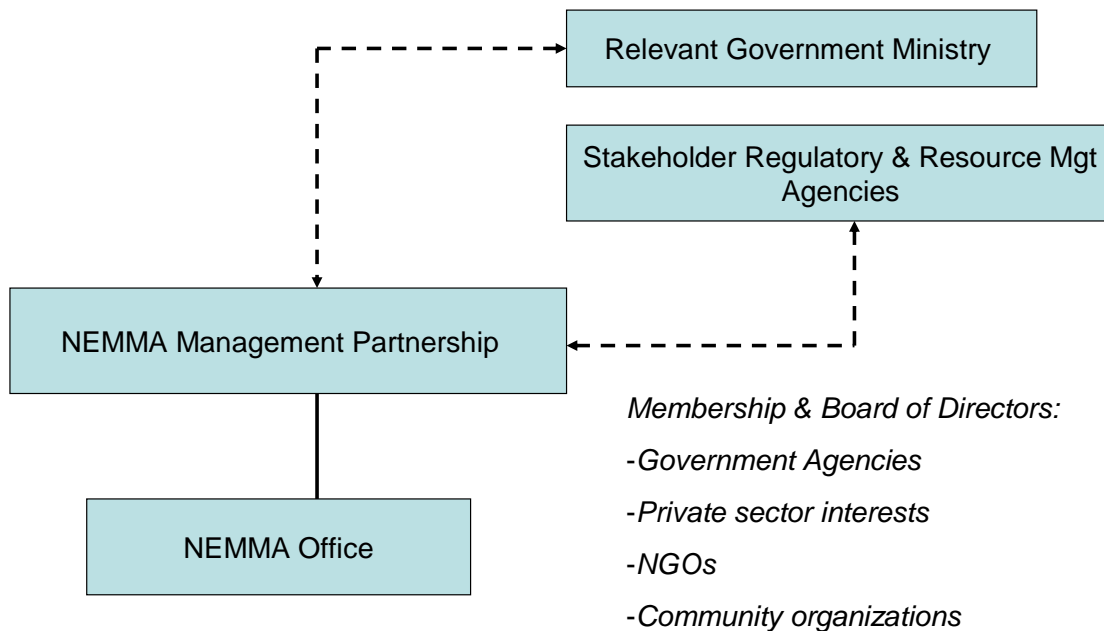 Relevant Government Ministry
Stakeholder Regulatory & Resource Mgt
Agencies
NEMMA Management Partnership
Membership & Board of Directors:
-Government Agencies
-Private sector interests
-NGOs
-Community organizations
NEMMA Office